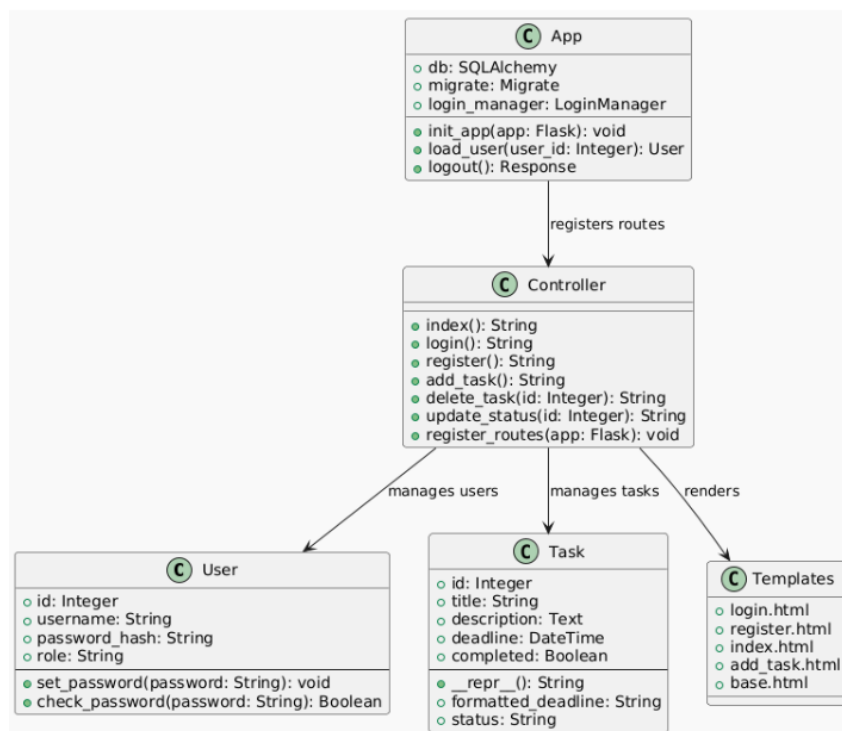 C App
db: SQLAlchemy
migrate: Migrate
login_manager: LoginManager
init_app(app: Flask): void
load_user(user_id: Integer): User
logout(): Response
registers routes
C Controller
index(): String
login(): String
register(): String
add_task(): String
delete_task(id: Integer): String
update_status(id: Integer): String
register_routes(app: Flask): void
manages users
manages tasks
renders
C User
id: Integer
username: String
password_hash: String
role: String
set_password(password: String): void
check_password(password: String): Boolean
C Task
id: Integer
title: String
description: Text
deadline: DateTime
completed: Boolean
__repr__(): String
formatted_deadline: String
status: String
C Templates
login.html
register.html
index.html
add_task.html
base.html